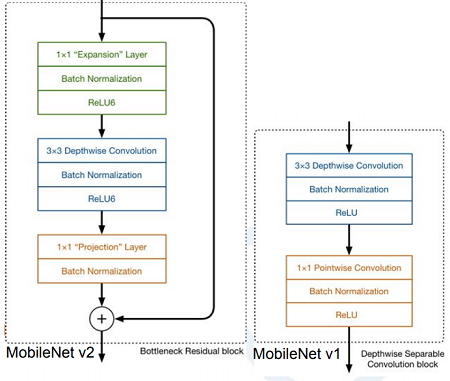 1×1 “Expansion” Layer
Batch Normalization
ReLU6
3×3 Depthwise Convolution
Batch Normalization
ReLU6
1×1 “Projection” Layer
Batch Normalization
+
MobileNet v2
Bottleneck Residual block
3×3 Depthwise Convolution
Batch Normalization
ReLU
1×1 Pointwise Convolution
Batch Normalization
ReLU
MobileNet v1
Depthwise Separable
Convolution block